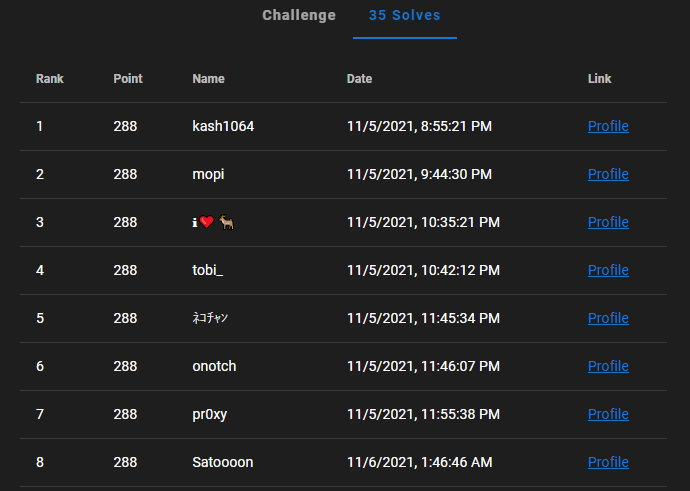 Challenge 35 Solves
Rank Point Name Date Link
1 288 kash1064 11/5/2021, 8:55:21 PM Profile
2 288 mopi 11/5/2021, 9:44:30 PM Profile
3 288 i❤️🐐 11/5/2021, 10:35:21 PM Profile
4 288 tobi_ 11/5/2021, 10:42:12 PM Profile
5 288 ﾈｺﾁｬﾝ 11/5/2021, 11:45:34 PM Profile
6 288 onotch 11/5/2021, 11:46:07 PM Profile
7 288 pr0xy 11/5/2021, 11:55:38 PM Profile
8 288 Satoooon 11/6/2021, 1:46:46 AM Profile